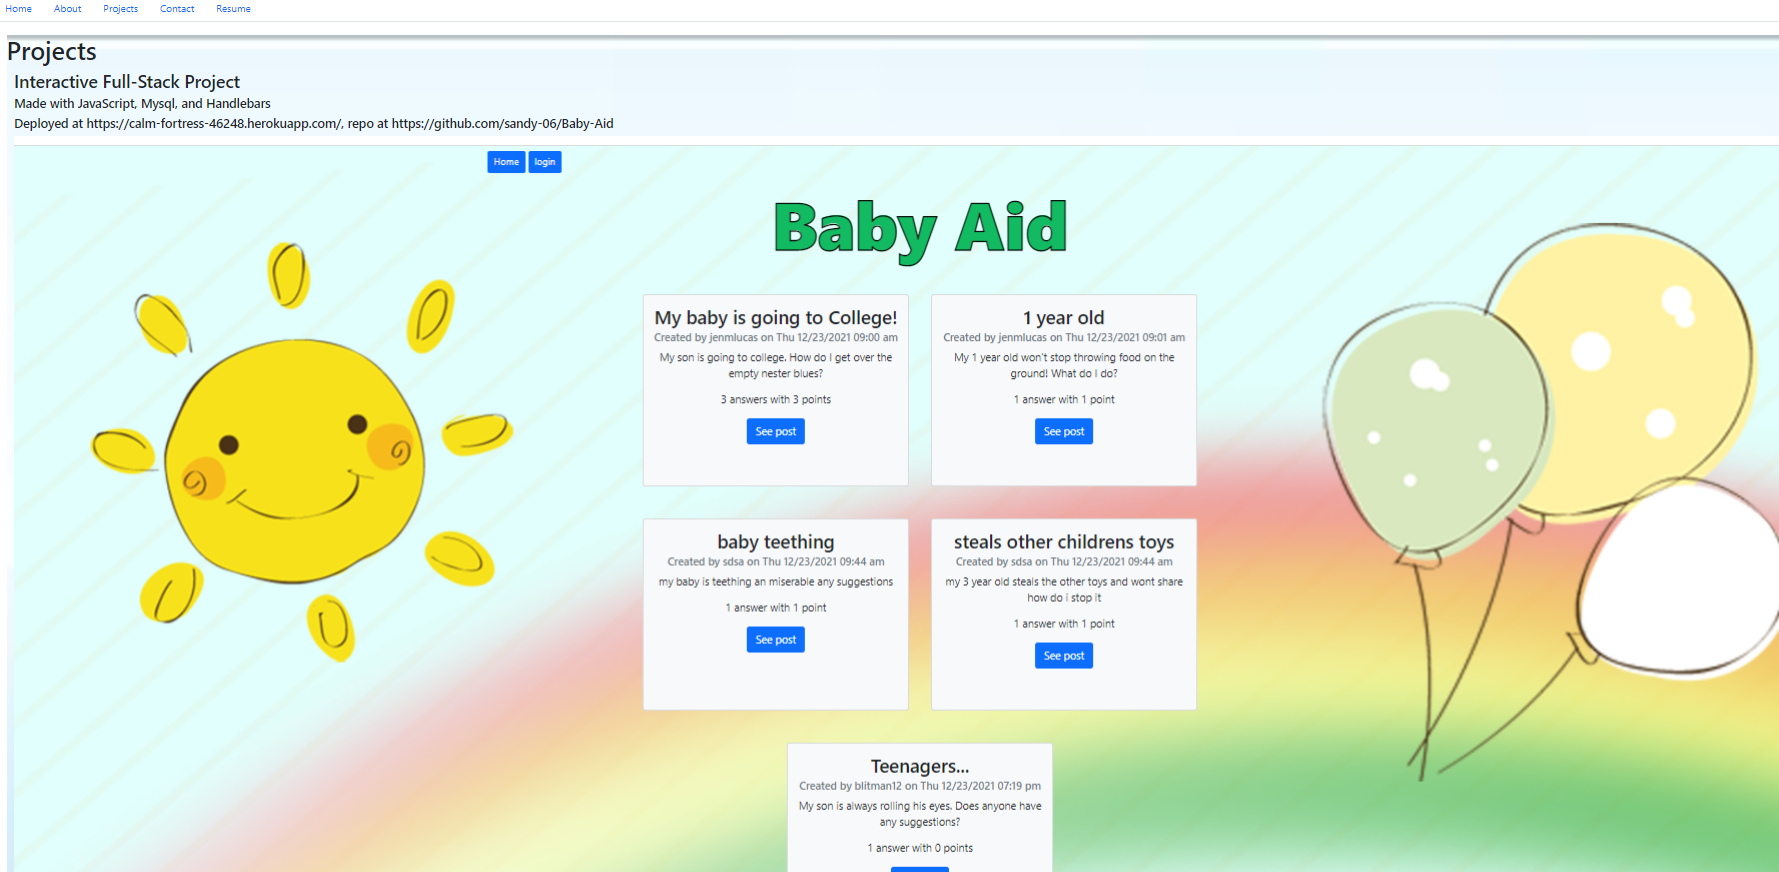 Home About Projects Contact Resume
Projects
Interactive Full-Stack Project
Made with JavaScript, Mysql, and Handlebars
Deployed at https://calm-fortress-46248.herokuapp.com/, repo at https://github.com/sandy-06/Baby-Aid
Home login
Baby Aid
My baby is going to College!
Created by jenmlucas on Thu 12/23/2021 09:00 am
My son is going to college. How do I get over the
empty nester blues?
3 answers with 3 points
See post
1 year old
Created by jenmlucas on Thu 12/23/2021 09:01 am
My 1 year old won't stop throwing food on the
ground! What do I do?
1 answer with 1 point
See post
baby teething
Created by sdsa on Thu 12/23/2021 09:44 am
my baby is teething an miserable any suggestions
1 answer with 1 point
See post
steals other childrens toys
Created by sdsa on Thu 12/23/2021 09:44 am
my 3 year old steals the other toys and wont share
how do i stop it
1 answer with 1 point
See post
Teenagers...
Created by blitman12 on Thu 12/23/2021 07:19 pm
My son is always rolling his eyes. Does anyone have
any suggestions?
1 answer with 0 points